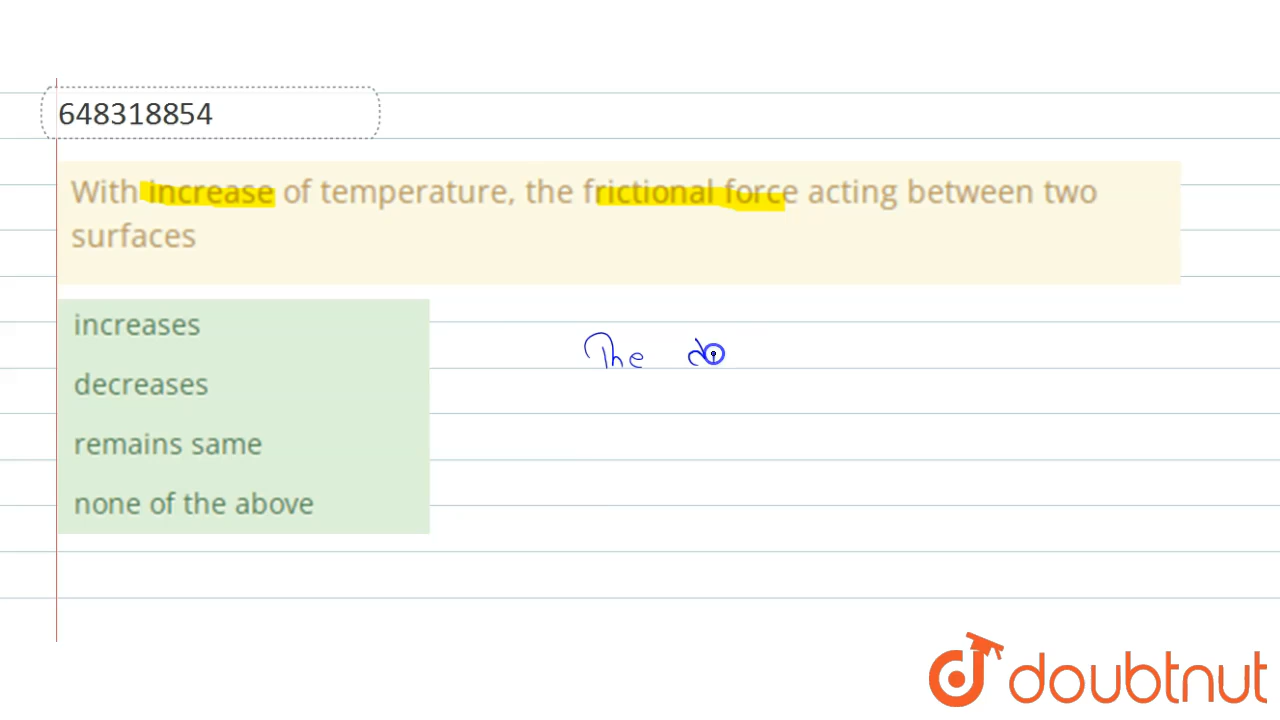 648318854
With increase of temperature, the frictional force acting between two
surfaces
increases
The
decreases
remains same
none of the above
doubtnut